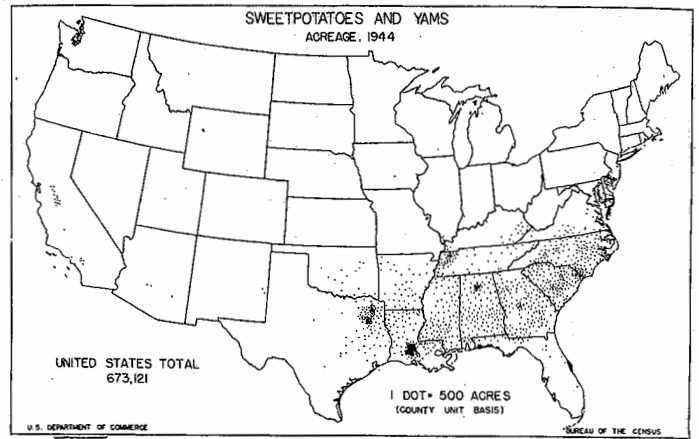 SWEETPOTATOES AND YAMS
ACREAGE, 1944
UNITED STATES TOTAL
673,121
1 DOT= 500 ACRES
(COUNTY UNIT BASIS)
U.S. DEPARTMENT OF COMMERCE
BUREAU OF THE CENSUS